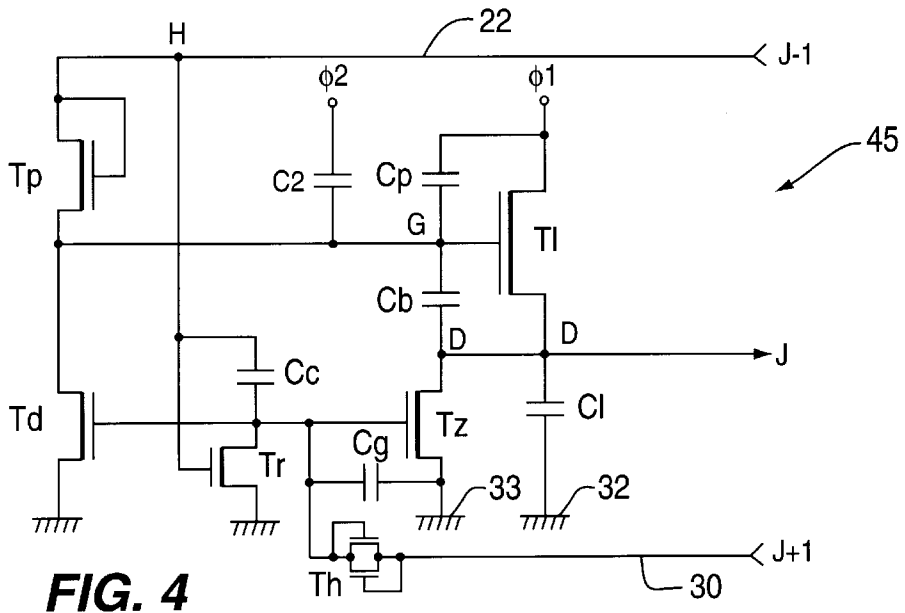 H
22
J-1
ϕ2
ϕ1
45
Tp
C2
Cp
G
Tl
Cb
D
D
J
Cc
Td
Tz
Cl
Tr
Cg
33
32
Th
30
J+1
FIG. 4